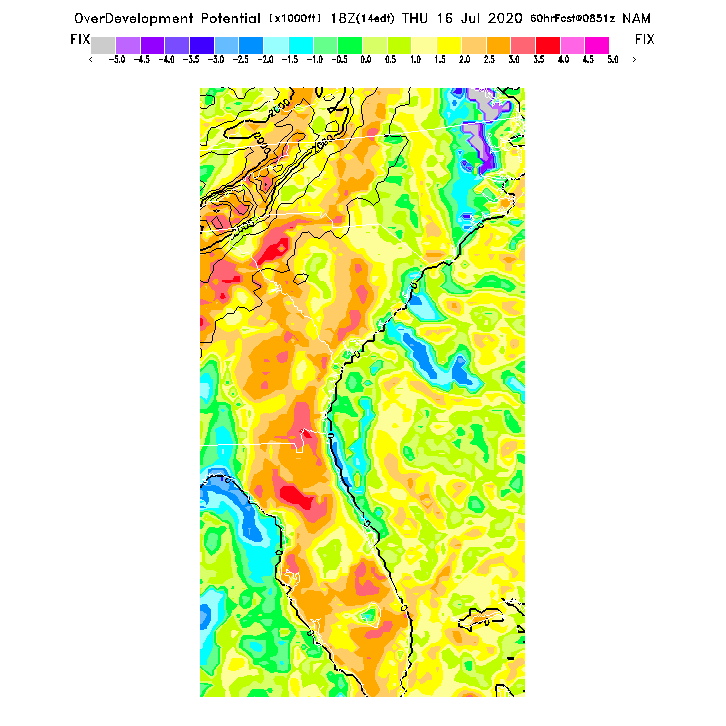 OverDevelopment Potential [x1000ft] 18Z(14edt) THU 16 Jul 2020 60hrFcst@0851z NAM
FIX FIX
< -5.0 -4.5 -4.0 -3.5 -3.0 -2.5 -2.0 -1.5 -1.0 -0.5 0.0 0.5 1.0 1.5 2.0 2.5 3.0 3.5 4.0 4.5 5.0 >
2000
2000